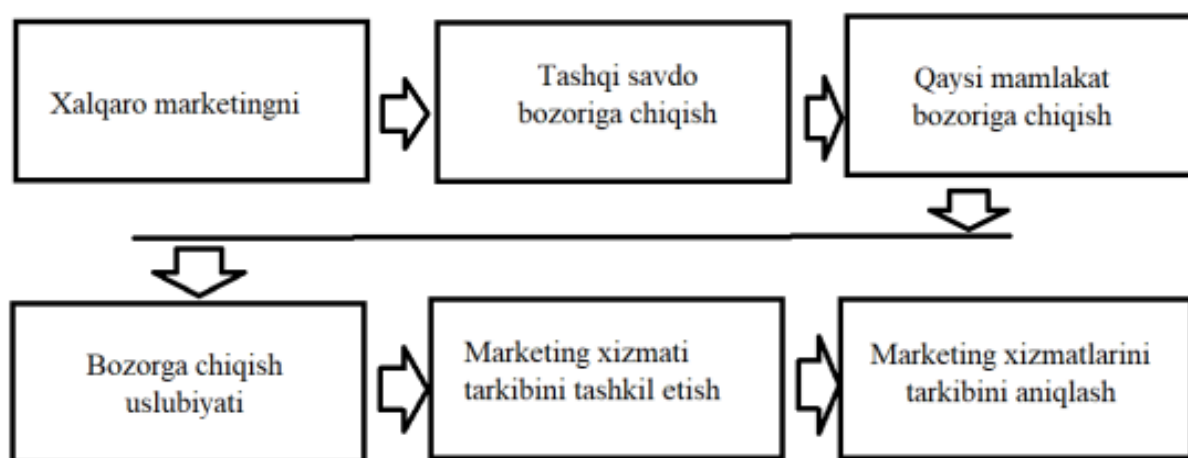 Xalqaro marketingni
Tashqi savdo
bozoriga chiqish
Qaysi mamlakat
bozoriga chiqish
Bozorga chiqish
uslubiyati
Marketing xizmati
tarkibini tashkil etish
Marketing xizmatlarini
tarkibini aniqlash